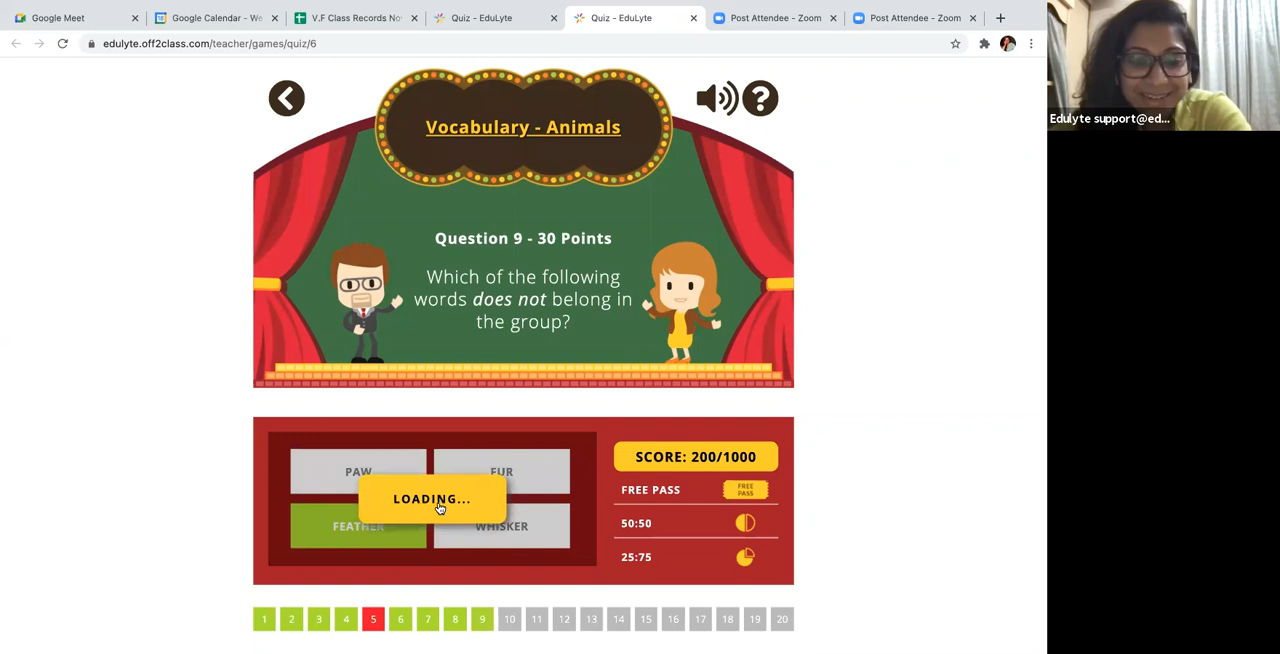 Google Meet
Google Calendar - We
V.F Class Records No
Quiz - EduLyte
Quiz - EduLyte
Post Attendee - Zoom
Post Attendee - Zoom
edulyte.off2class.com/teacher/games/quiz/6
Edulyte support@ed...
Vocabulary - Animals
Question 9 - 30 Points
Which of the following
words does not belong in
the group?
PAW
FUR
LOADING...
FEATHER
WHISKER
SCORE: 200/1000
FREE PASS
FREE
PASS
50:50
25:75
1 2 3 4 5 6 7 8 9 10 11 12 13 14 15 16 17 18 19 20